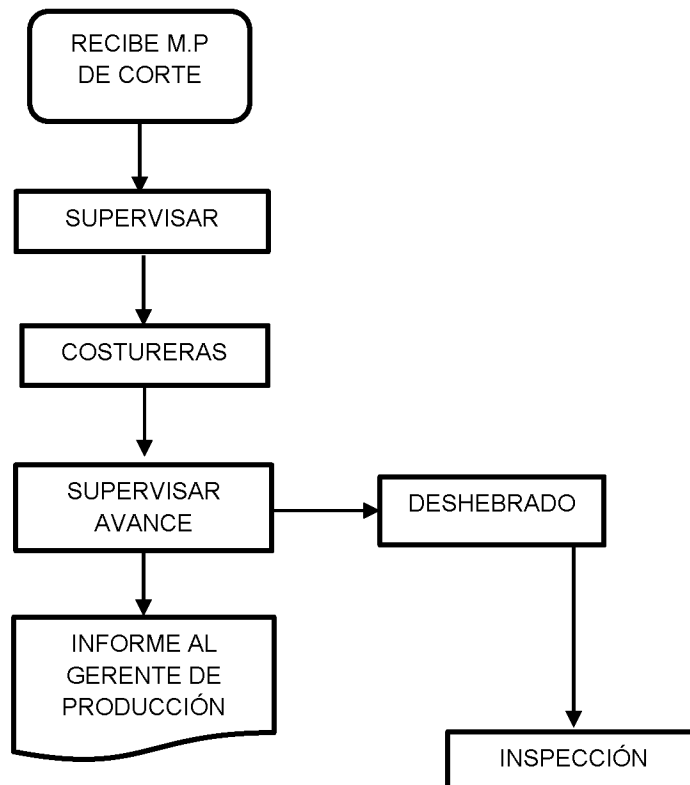 RECIBE M.P
DE CORTE
SUPERVISAR
COSTURERAS
SUPERVISAR
AVANCE
DESHEBRADO
INFORME AL
GERENTE DE
PRODUCCIÓN
INSPECCIÓN